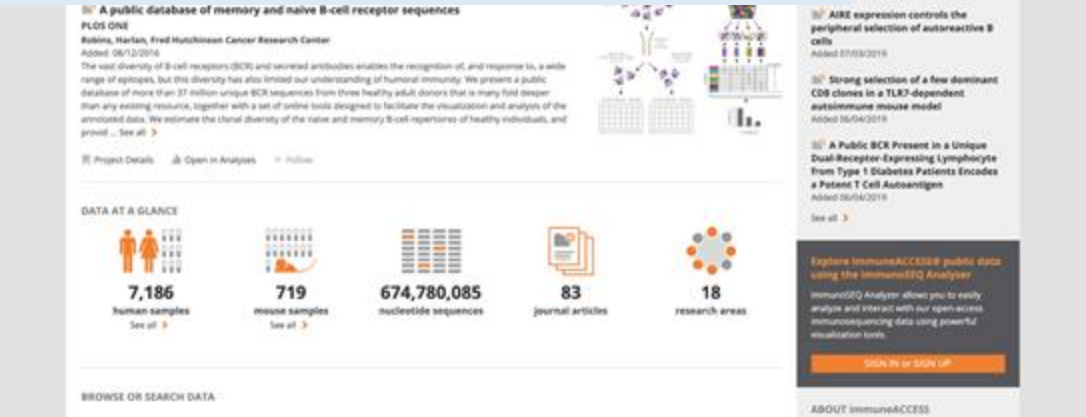 A public database of memory and naive B-cell receptor sequences
PLOS ONE
Robins, Harlan, Fred Hutchinson Cancer Research Center
Added: 08/12/2016
The vast diversity of B-cell receptors (BCR) and secreted antibodies enables the recognition of, and response to, a wide
range of epitopes, but this diversity has also limited our understanding of humoral immunity. We present a public
database of more than 37 million unique BCR sequences from three healthy adult donors that is many fold deeper
than any existing resource, together with a set of online tools designed to facilitate the visualization and analysis of the
annotated data. We estimate the clonal diversity of the naive and memory B-cell repertoires of healthy individuals, and
provid ... See all
Project Details Open in Analyses Follow
DATA AT A GLANCE
7,186
human samples
See all
719
mouse samples
See all
674,780,085
nucleotide sequences
83
journal articles
18
research areas
BROWSE OR SEARCH DATA
AIRE expression controls the
peripheral selection of autoreactive B
cells
Added 07/03/2019
Strong selection of a few dominant
CD8 clones in a TLR7-dependent
autoimmune mouse model
Added 06/04/2019
A Public BCR Present in a Unique
Dual-Receptor-Expressing Lymphocyte
from Type 1 Diabetes Patients Encodes
a Potent T Cell Autoantigen
Added 06/04/2019
See all
Explore immuneACCESS® public data
using the immunoSEQ Analyzer
immunoSEQ Analyzer allows you to easily
analyze and interact with our open-access
immunosequencing data using powerful
visualization tools.
SIGN IN or SIGN UP
ABOUT immuneACCESS